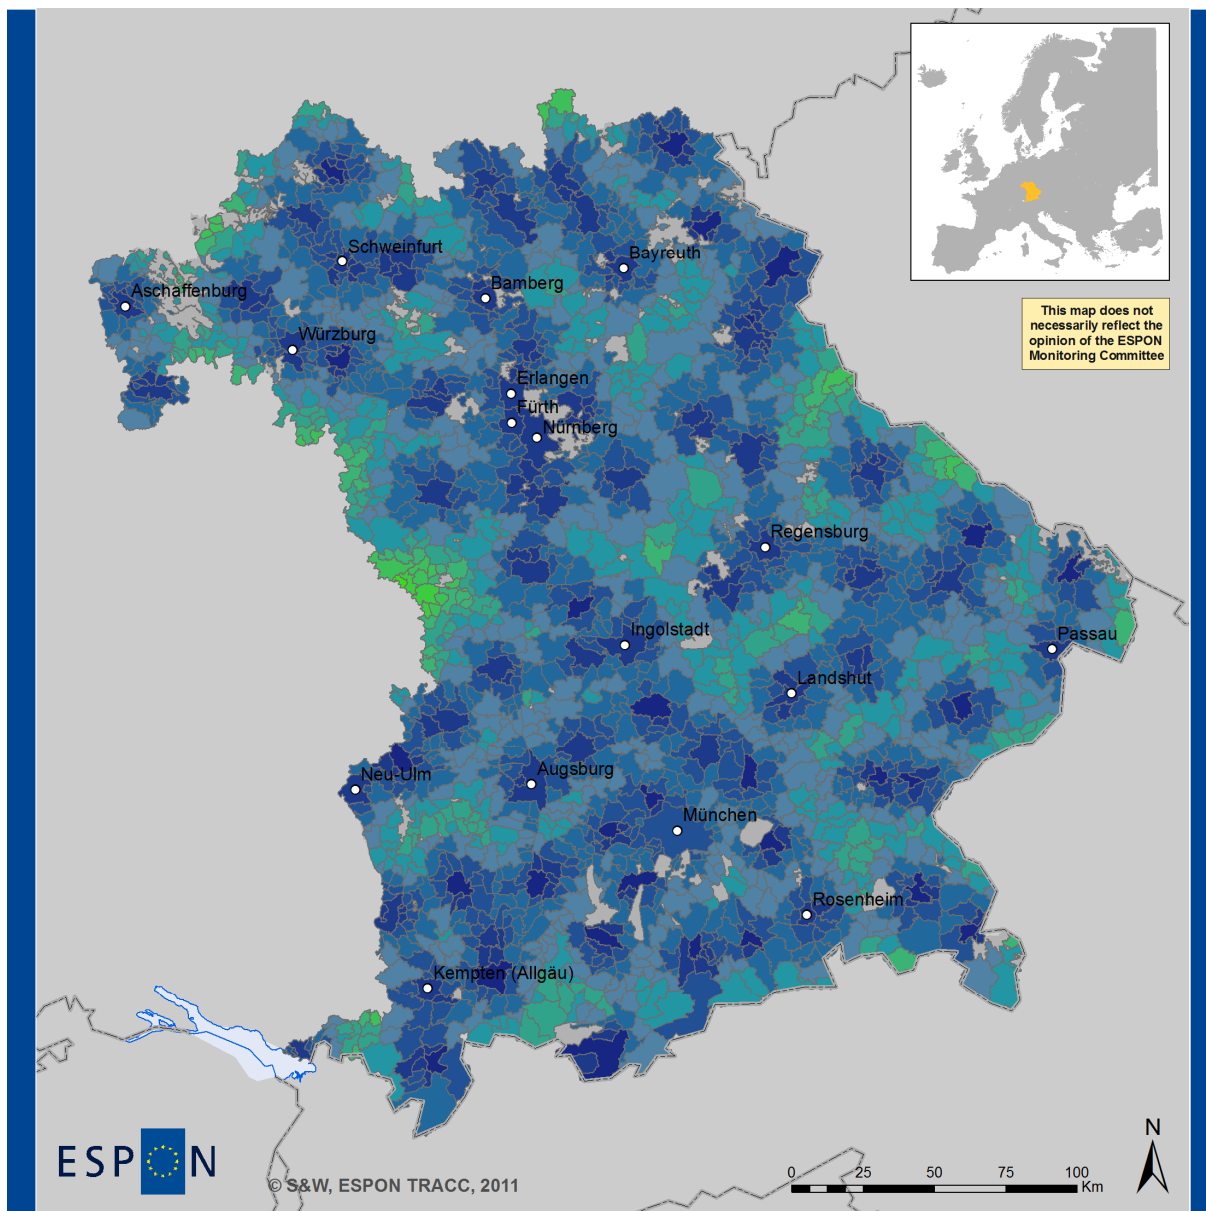 This map does not
necessarily reflect the
opinion of the ESPON
Monitoring Committee
Schweinfurt
Bayreuth
Aschaffenburg
Bamberg
Würzburg
Erlangen
Fürth
Nürnberg
Regensburg
Ingolstadt
Passau
Landshut
Neu-Ulm
Augsburg
München
Rosenheim
Kempten (Allgäu)
N
ESPON
© S&W, ESPON TRACC, 2011
0 25 50 75 100
Km